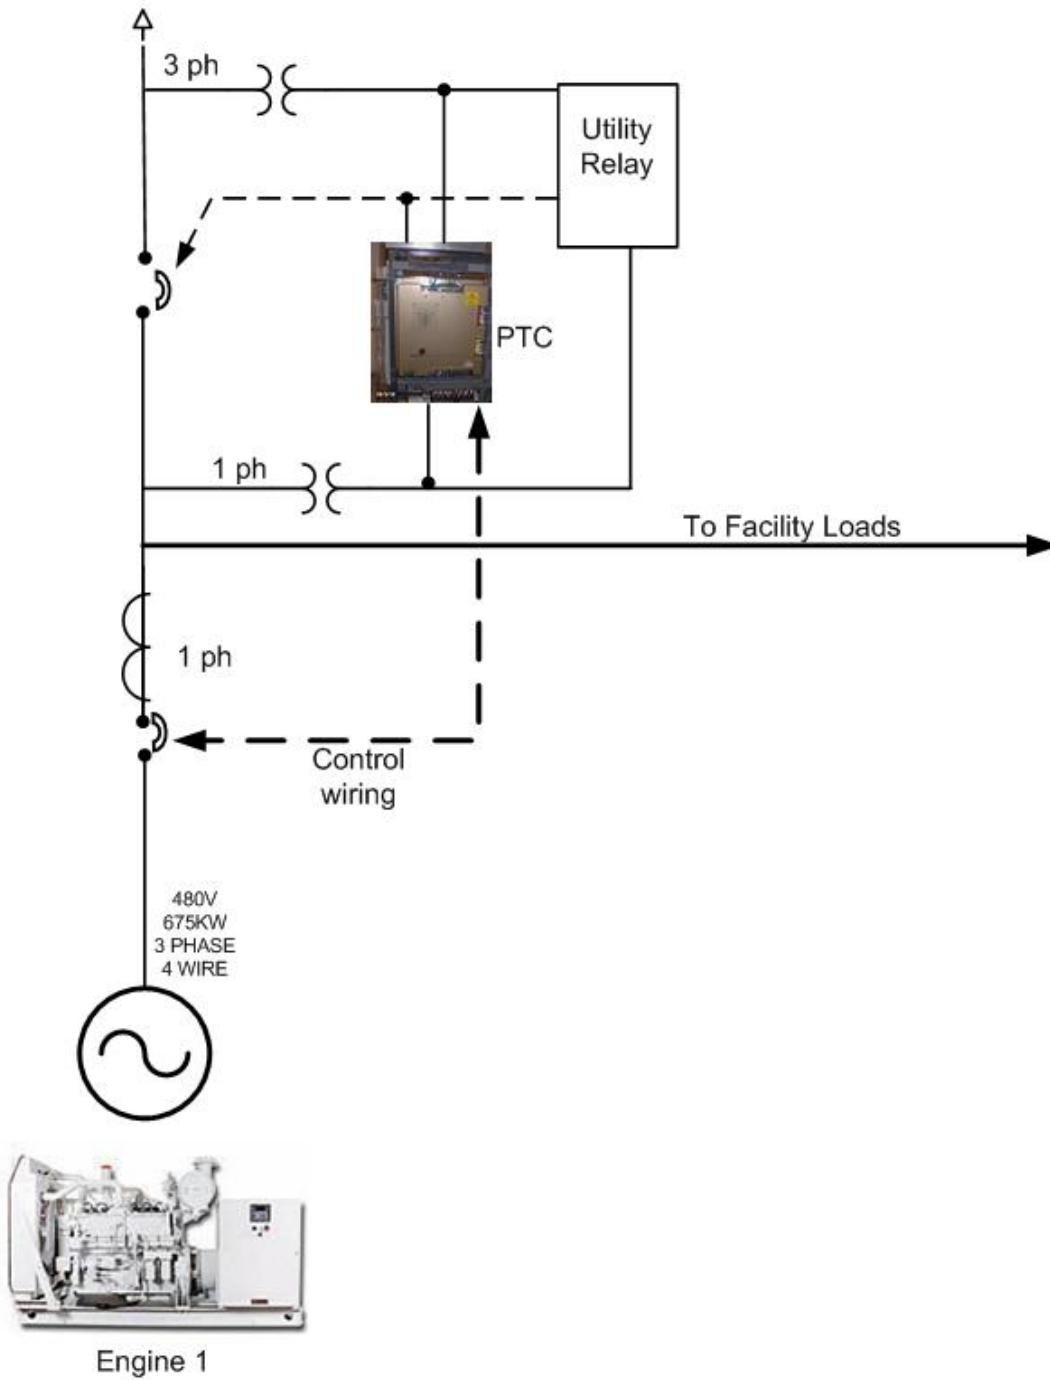 3 ph
Utility
Relay
PTC
1 ph
To Facility Loads
1 ph
Control
wiring
480V
675KW
3 PHASE
4 WIRE
Engine 1